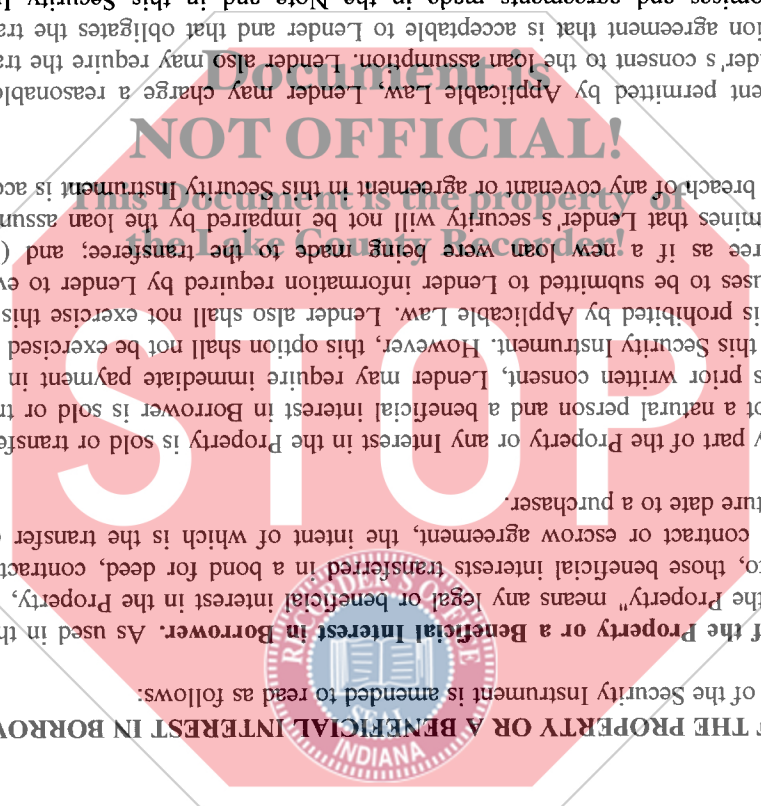 THE PROPERTY OR A BENEFICIAL INTEREST IN BORROW
of the Security Instrument is amended to read as follows:
f the Property or a Beneficial Interest in Borrower. As used in th
the Property" means any legal or beneficial interest in the Property,
to, those beneficial interests transferred in a bond for deed, contract
contract or escrow agreement, the intent of which is the transfer
ture date to a purchaser.
y part of the Property or any Interest in the Property is sold or transfe
ot a natural person and a beneficial interest in Borrower is sold or tr
s prior written consent, Lender may require immediate payment in
this Security Instrument. However, this option shall not be exercised
is prohibited by Applicable Law. Lender also shall not exercise this
uses to be submitted to Lender information required by Lender to ev
eree as if a new loan were being made to the transferee; and (
mines that Lender's security will not be impaired by the loan assum
breach of any covenant or agreement in this Security Instrument is acc
ent permitted by Applicable Law, Lender may charge a reasonable
nder's consent to the loan assumption. Lender also may require the tra
tion agreement that is acceptable to Lender and that obligates the tra
omises and agreements made in the Note and in this Security I
Document is
NOT OFFICIAL!
This Document is the property of
the Lake County Recorder!
STOP
RECORDER'S OFFICE
SEAL
INDIANA